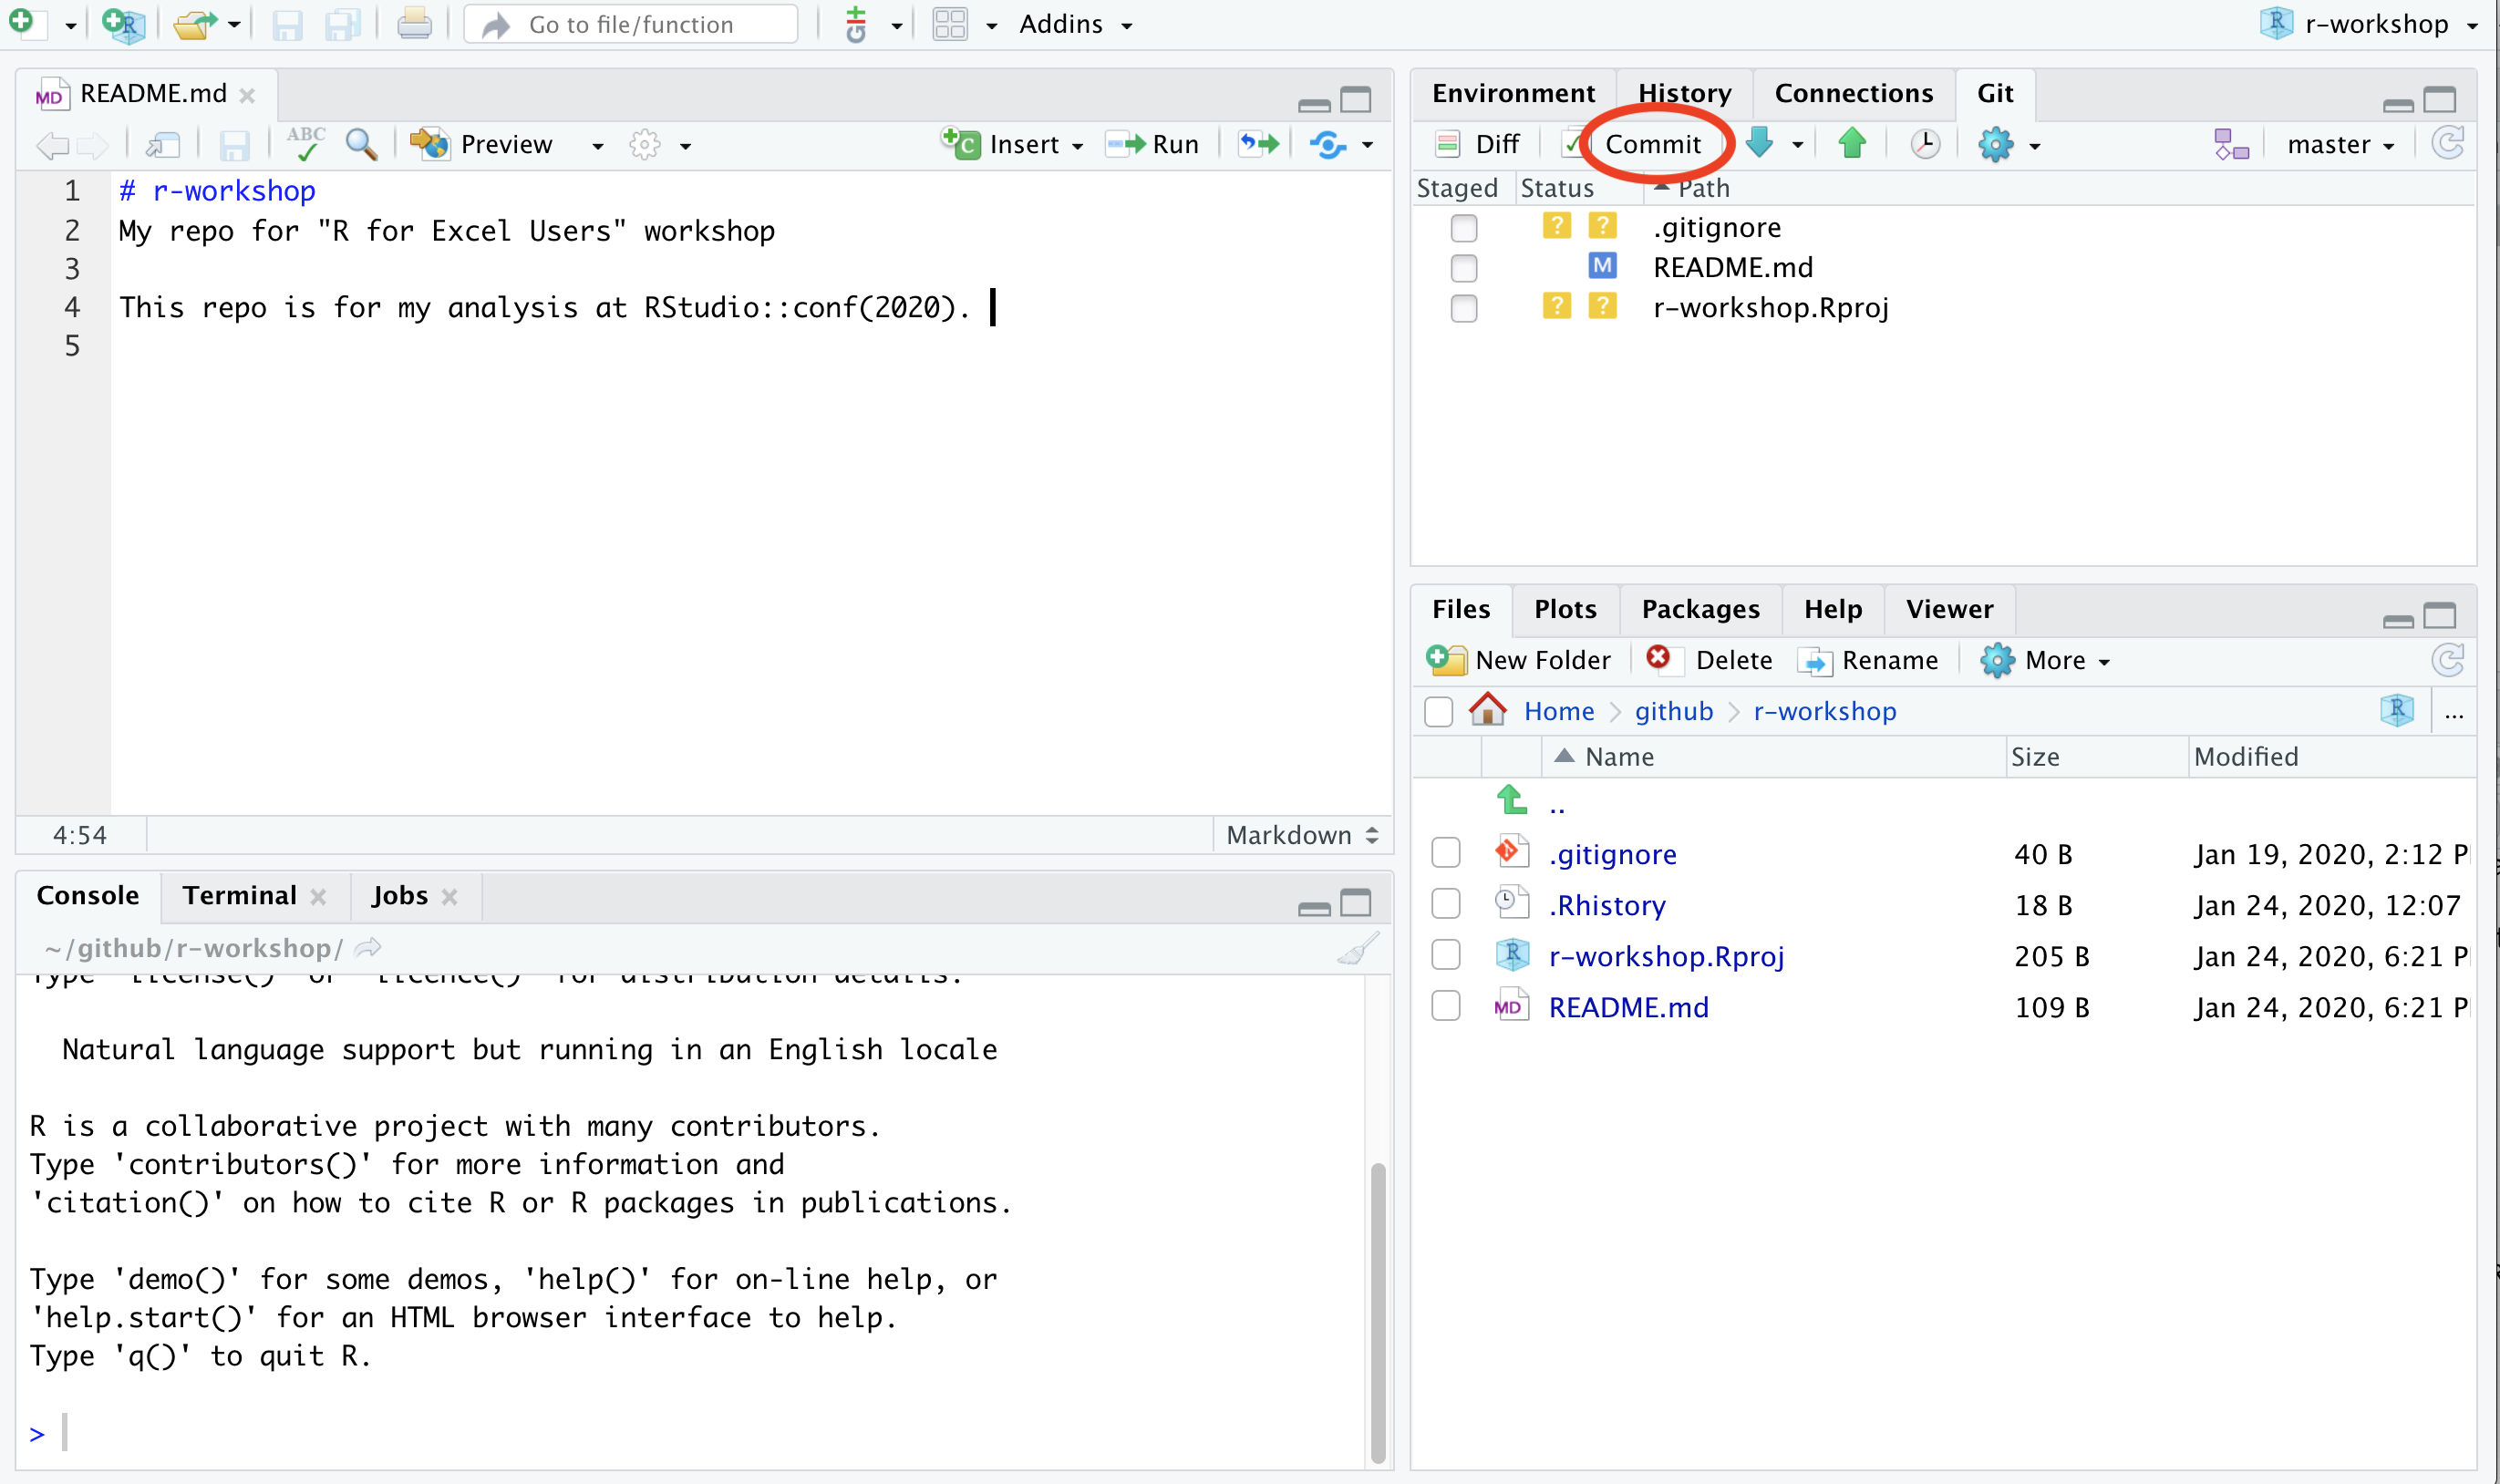 Go to file/function
Addins
r-workshop
README.md
Preview
Insert
Run
1 # r-workshop
2 My repo for "R for Excel Users" workshop
3
4 This repo is for my analysis at RStudio::conf(2020).
5
4:54
Markdown
Console
Terminal
Jobs
~/github/r-workshop/
Type 'license()' or 'licence()' for distribution details.
Natural language support but running in an English locale
R is a collaborative project with many contributors.
Type 'contributors()' for more information and
'citation()' on how to cite R or R packages in publications.
Type 'demo()' for some demos, 'help()' for on-line help, or
'help.start()' for an HTML browser interface to help.
Type 'q()' to quit R.
>
Environment
History
Connections
Git
Diff
Commit
master
Staged Status Path
? ? .gitignore
M README.md
? ? r-workshop.Rproj
Files
Plots
Packages
Help
Viewer
New Folder
Delete
Rename
More
Home
github
r-workshop
...
Name Size Modified
..
.gitignore 40 B Jan 19, 2020, 2:12 P
.Rhistory 18 B Jan 24, 2020, 12:07
r-workshop.Rproj 205 B Jan 24, 2020, 6:21 P
MD README.md 109 B Jan 24, 2020, 6:21 P